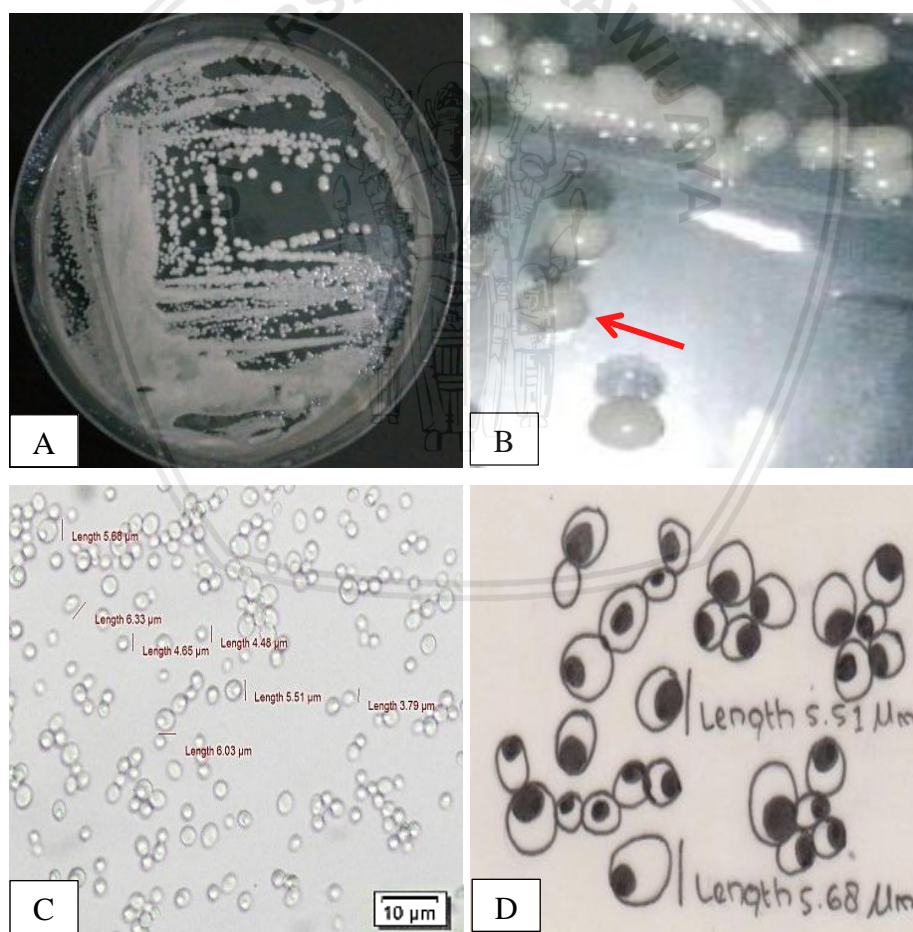 UNIVERSITAS BRAWIJAYA
A
B
Length 5.68 µm
Length 6.33 µm
Length 4.65 µm
Length 4.48 µm
Length 5.51 µm
Length 3.79 µm
Length 6.03 µm
10 µm
C
Length 5.51 µm
Length 5.68 µm
D